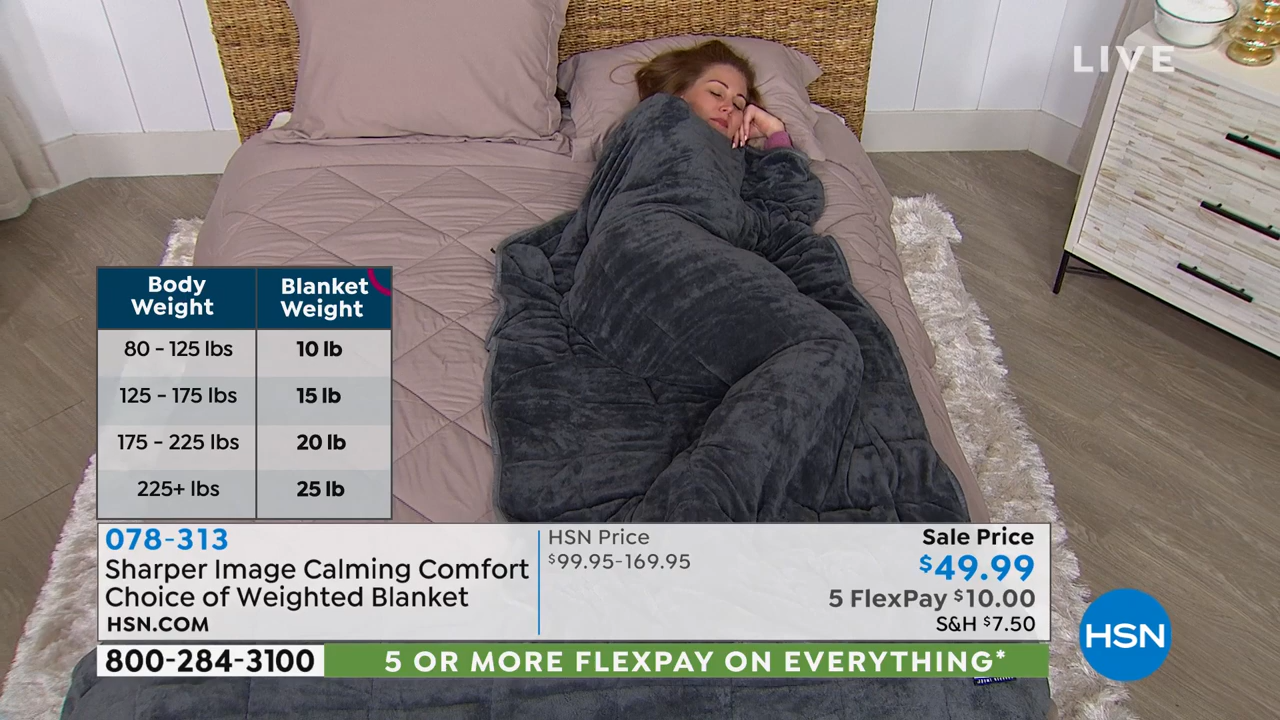 LIVE
Body Weight
Blanket Weight
80 - 125 lbs
10 lb
125 - 175 lbs
15 lb
175 - 225 lbs
20 lb
225+ lbs
25 lb
078-313
Sharper Image Calming Comfort
Choice of Weighted Blanket
HSN.COM
HSN Price
$99.95-169.95
Sale Price
$49.99
5 FlexPay $10.00
S&H $7.50
HSN
800-284-3100
5 OR MORE FLEXPAY ON EVERYTHING*